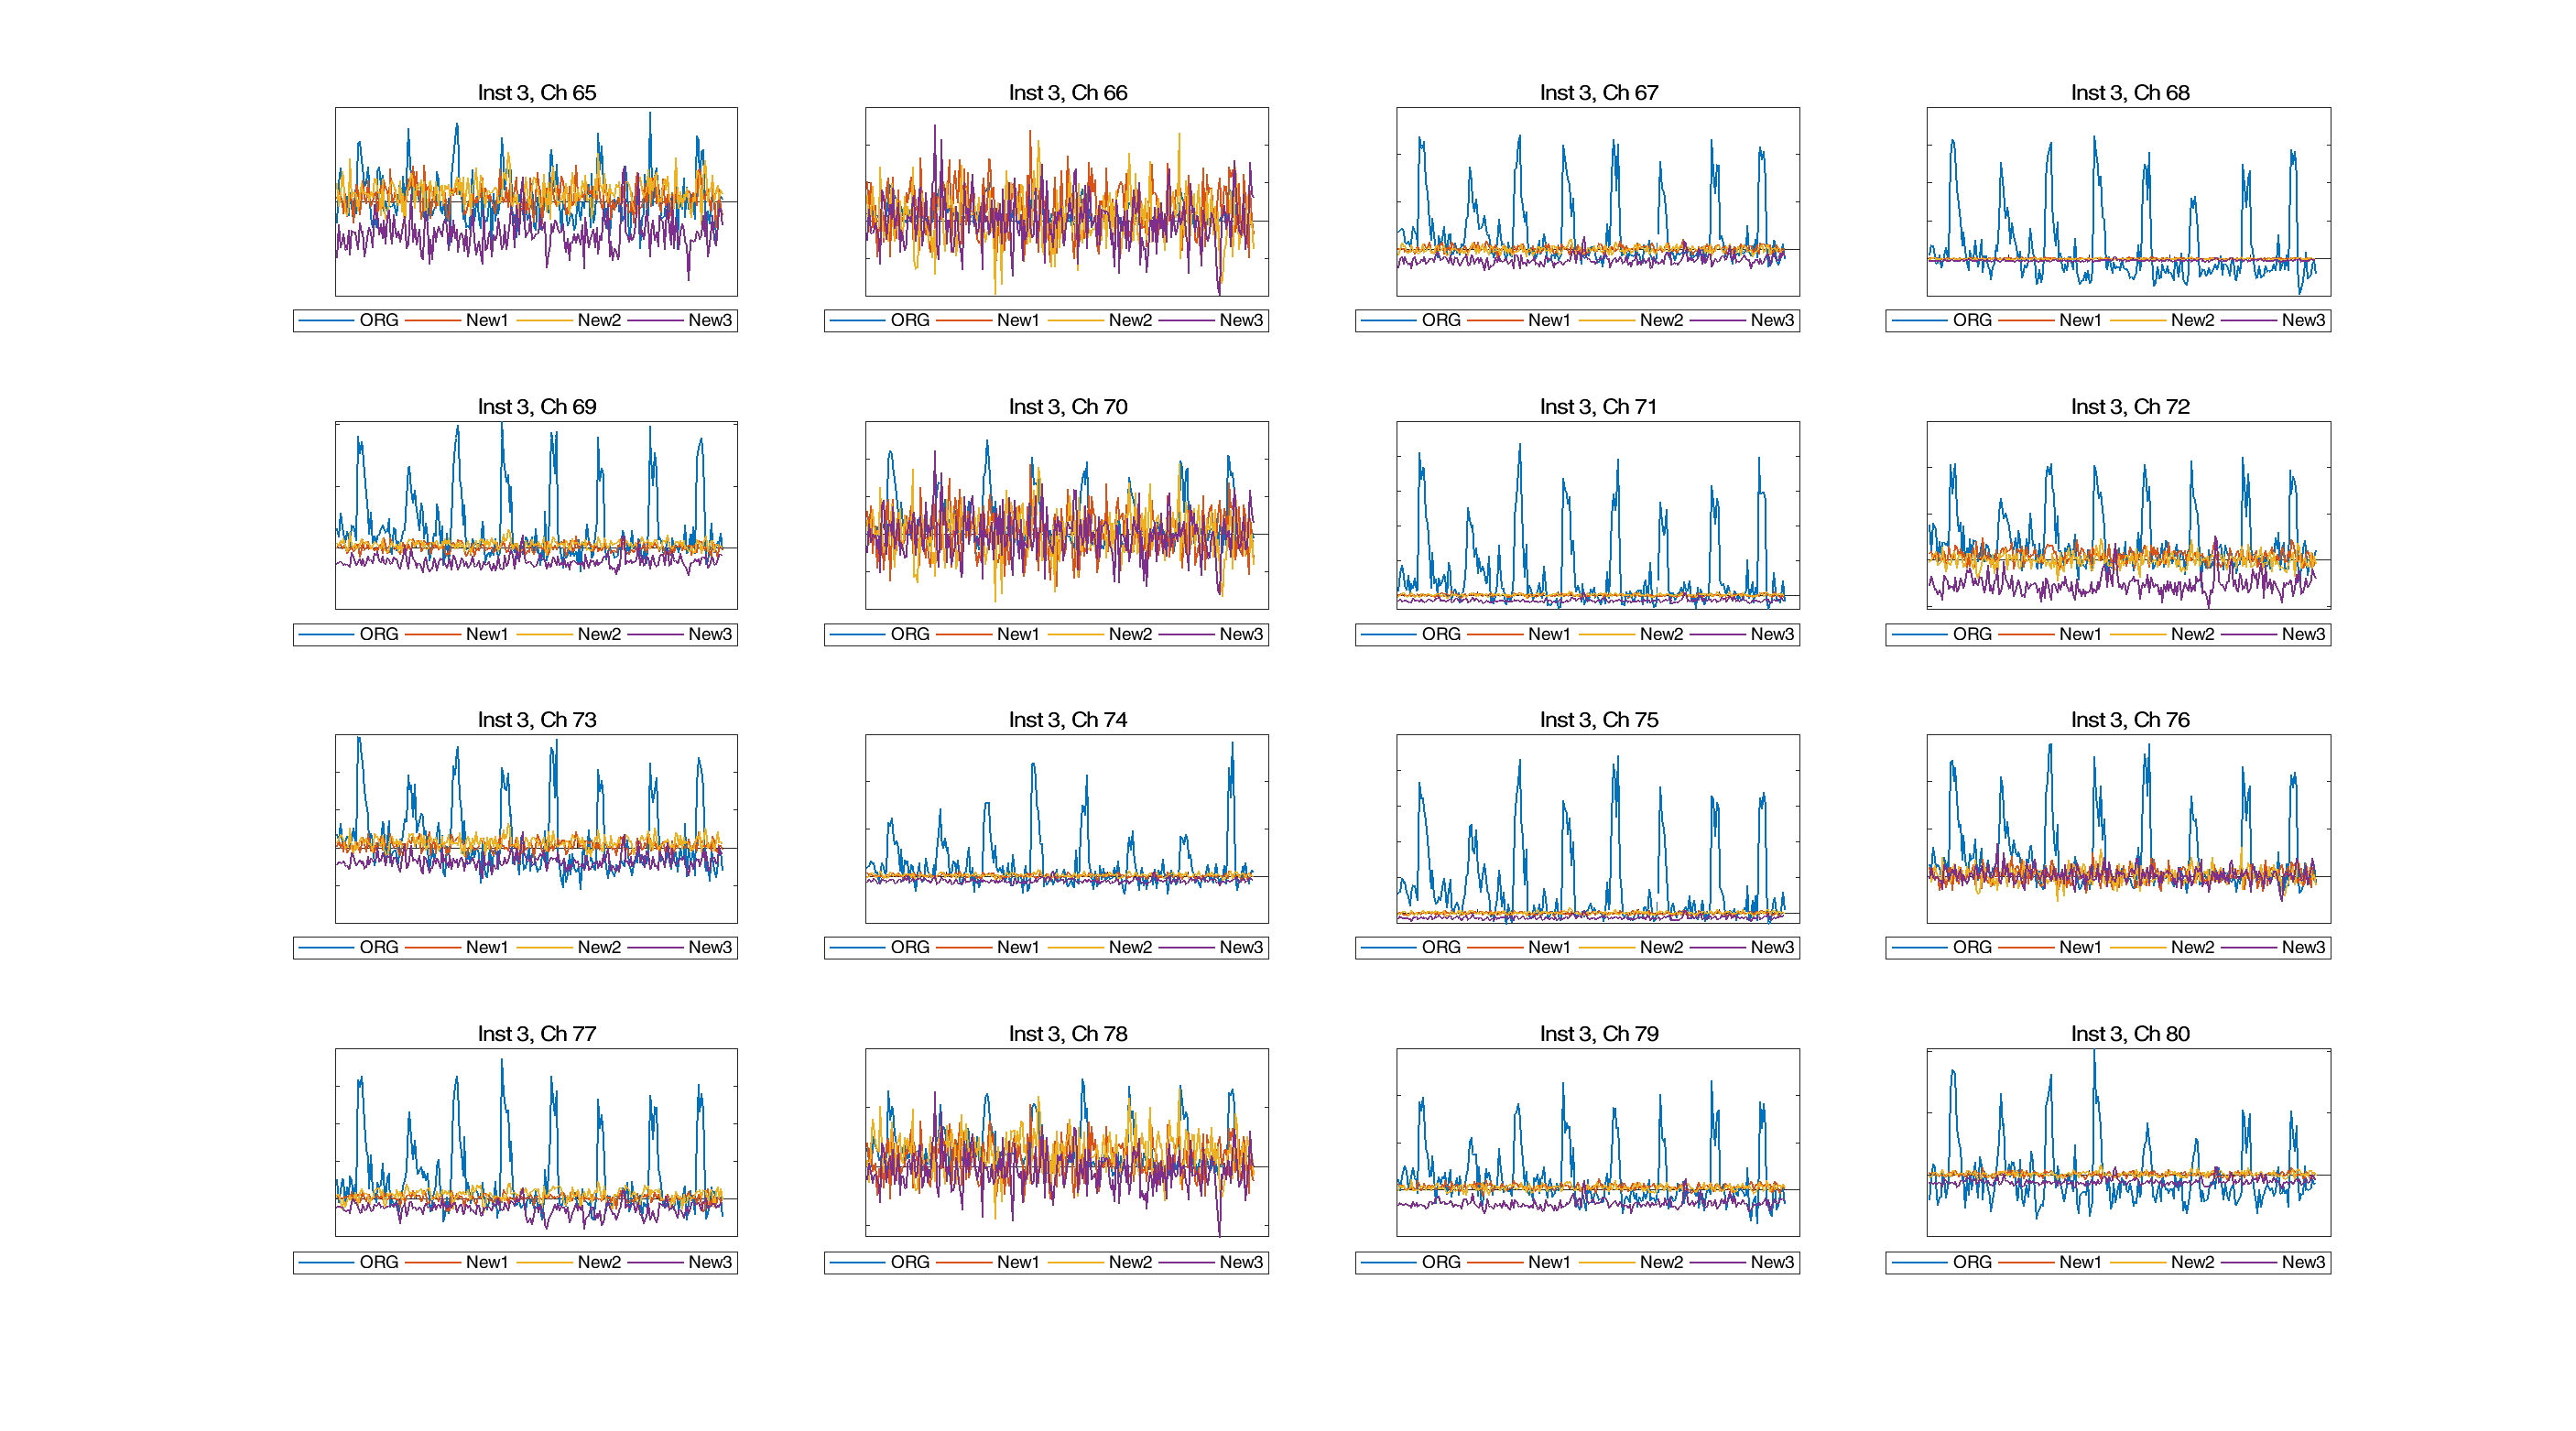 Inst 3, Ch 65
ORG New1 New2 New3
Inst 3, Ch 66
ORG New1 New2 New3
Inst 3, Ch 67
ORG New1 New2 New3
Inst 3, Ch 68
ORG New1 New2 New3
Inst 3, Ch 69
ORG New1 New2 New3
Inst 3, Ch 70
ORG New1 New2 New3
Inst 3, Ch 71
ORG New1 New2 New3
Inst 3, Ch 72
ORG New1 New2 New3
Inst 3, Ch 73
ORG New1 New2 New3
Inst 3, Ch 74
ORG New1 New2 New3
Inst 3, Ch 75
ORG New1 New2 New3
Inst 3, Ch 76
ORG New1 New2 New3
Inst 3, Ch 77
ORG New1 New2 New3
Inst 3, Ch 78
ORG New1 New2 New3
Inst 3, Ch 79
ORG New1 New2 New3
Inst 3, Ch 80
ORG New1 New2 New3